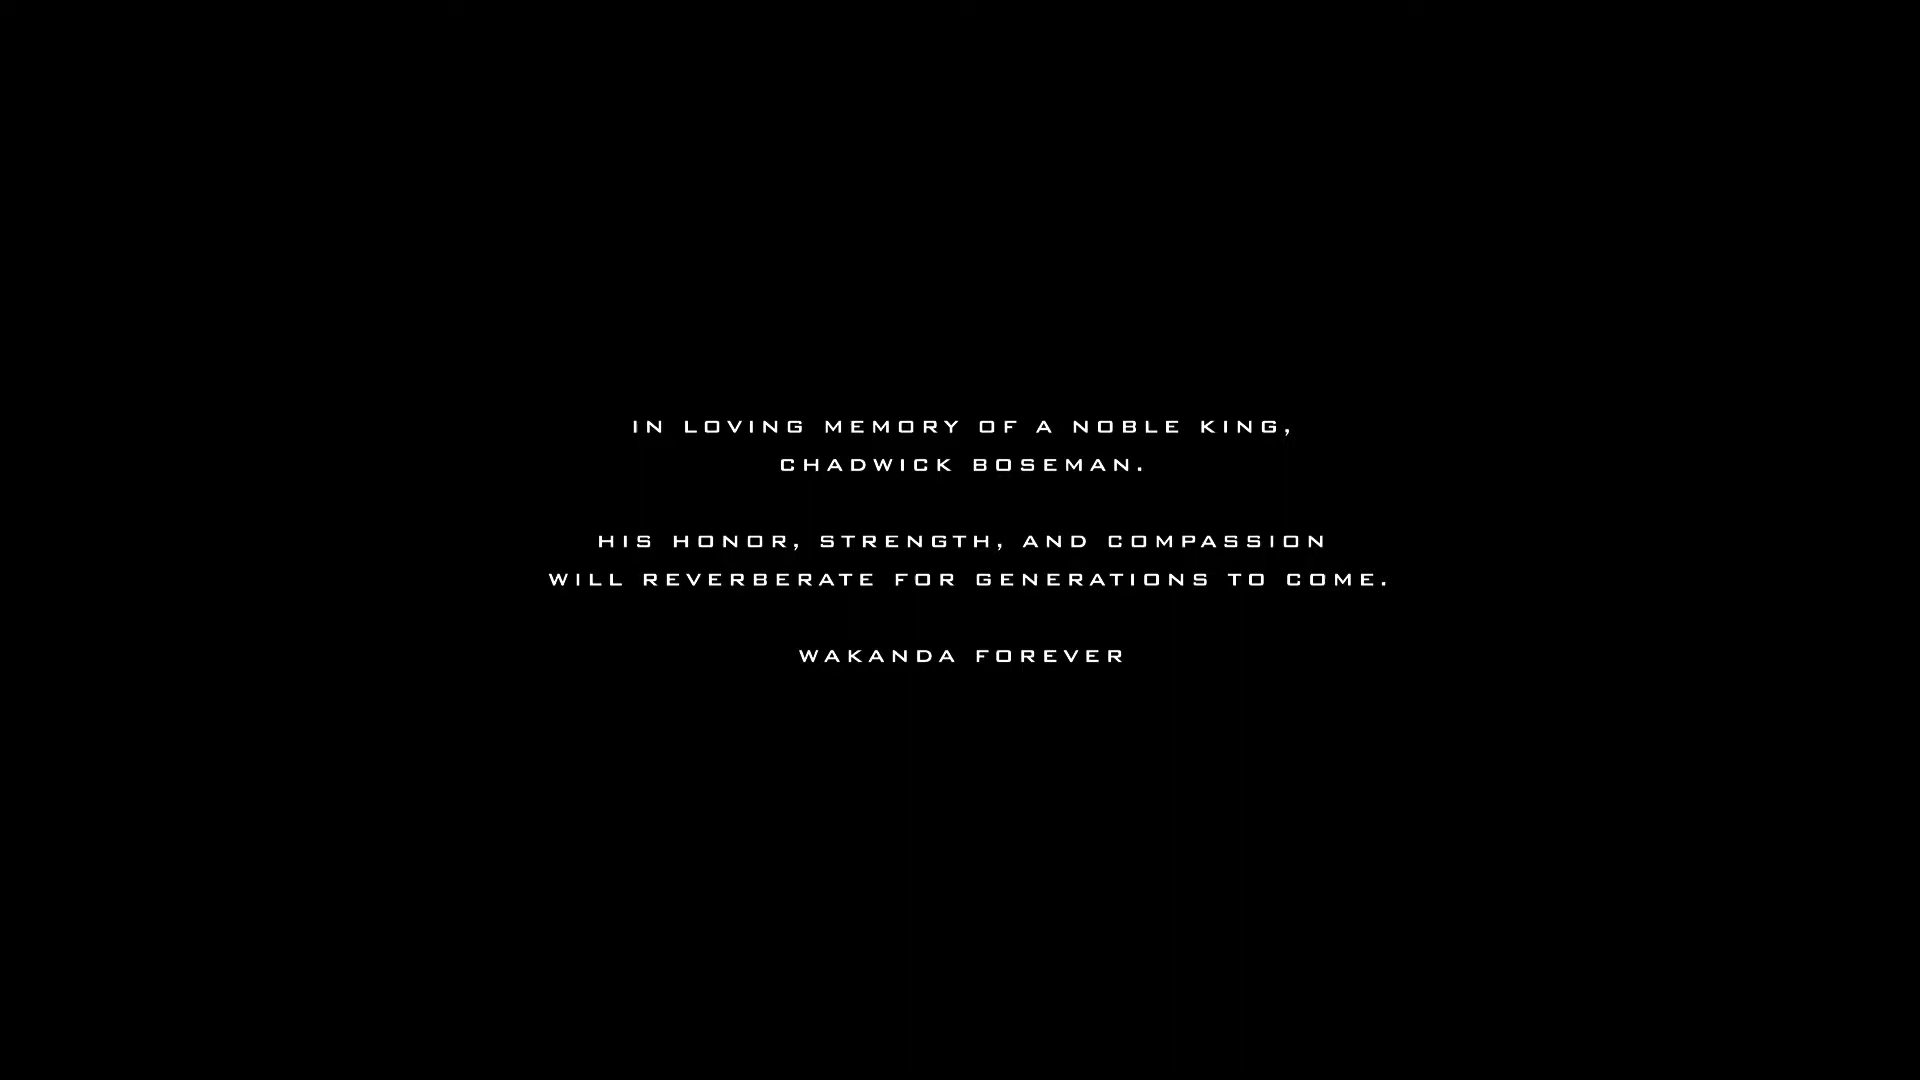 IN LOVING MEMORY OF A NOBLE KING,
CHADWICK BOSEMAN.
HIS HONOR, STRENGTH, AND COMPASSION
WILL REVERBERATE FOR GENERATIONS TO COME.
WAKANDA FOREVER